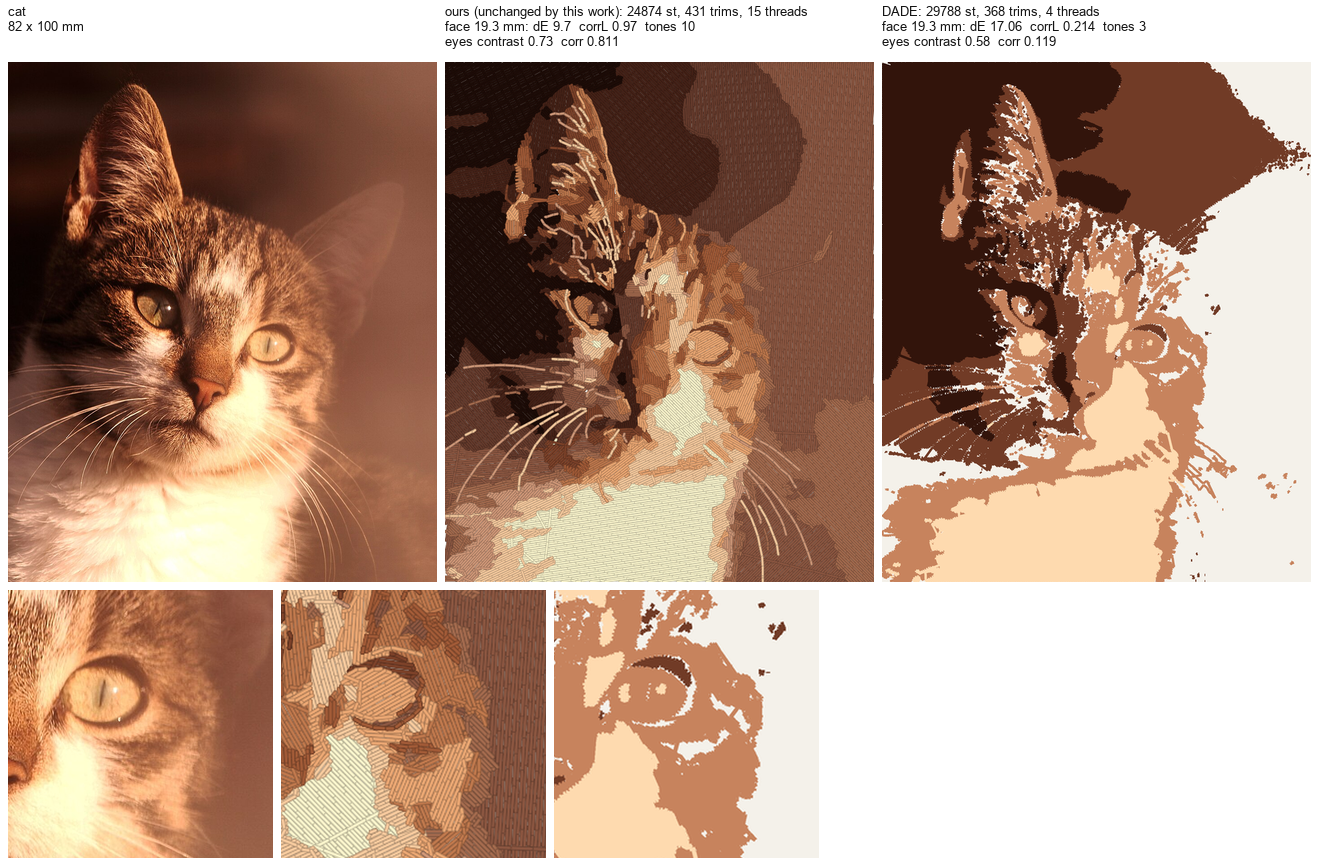 cat
82 x 100 mm
ours (unchanged by this work): 24874 st, 431 trims, 15 threads
face 19.3 mm: dE 9.7  corrL 0.97  tones 10
eyes contrast 0.73  corr 0.811
DADE: 29788 st, 368 trims, 4 threads
face 19.3 mm: dE 17.06  corrL 0.214  tones 3
eyes contrast 0.58  corr 0.119